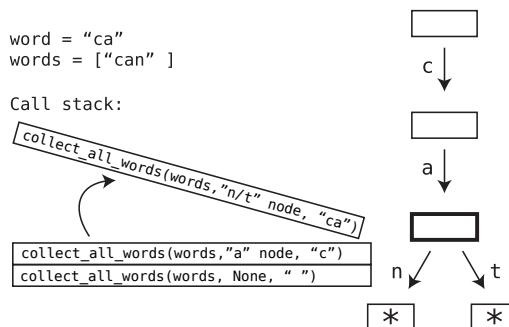 word = “ca”
words = [“can” ]
Call stack:
collect_all_words(words,”n/t” node, “ca”)
collect_all_words(words,”a” node, “c”)
collect_all_words(words, None, “ ”)
c
a
n
t
*
*